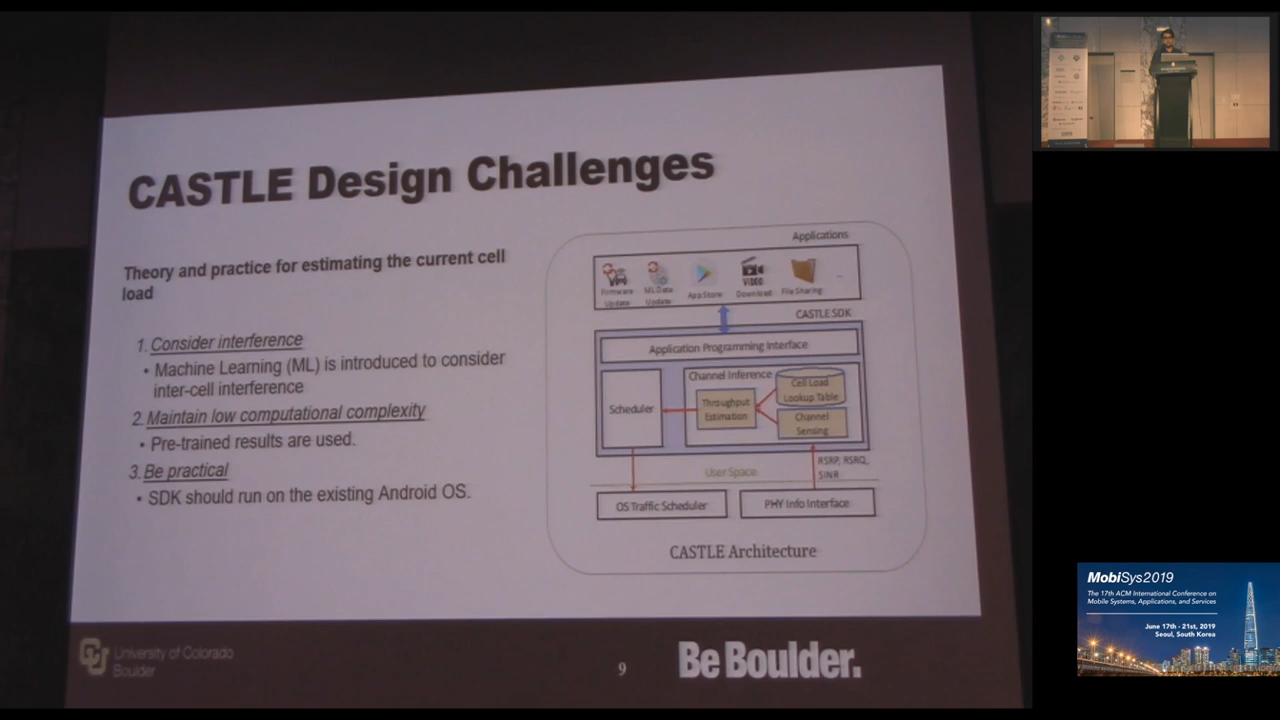 CASTLE Design Challenges
Theory and practice for estimating the current cell
load
1. Consider interference
• Machine Learning (ML) is introduced to consider
inter-cell interference
2. Maintain low computational complexity
• Pre-trained results are used.
3. Be practical
• SDK should run on the existing Android OS.
Applications
Firmware
Update
ML Data
Update
App Store
VIDEO
Download
File Sharing
...
CASTLE SDK
Application Programming Interface
Scheduler
Channel Inference
Throughput
Estimation
Cell Load
Lookup Table
Channel
Sensing
User Space
RSRP, RSRQ,
SINR
OS Traffic Scheduler
PHY Info Interface
CASTLE Architecture
University of Colorado
Boulder
9
Be Boulder.
MobiSys2019
The 17th ACM International Conference on
Mobile Systems, Applications, and Services
June 17th - 21st, 2019
Seoul, South Korea